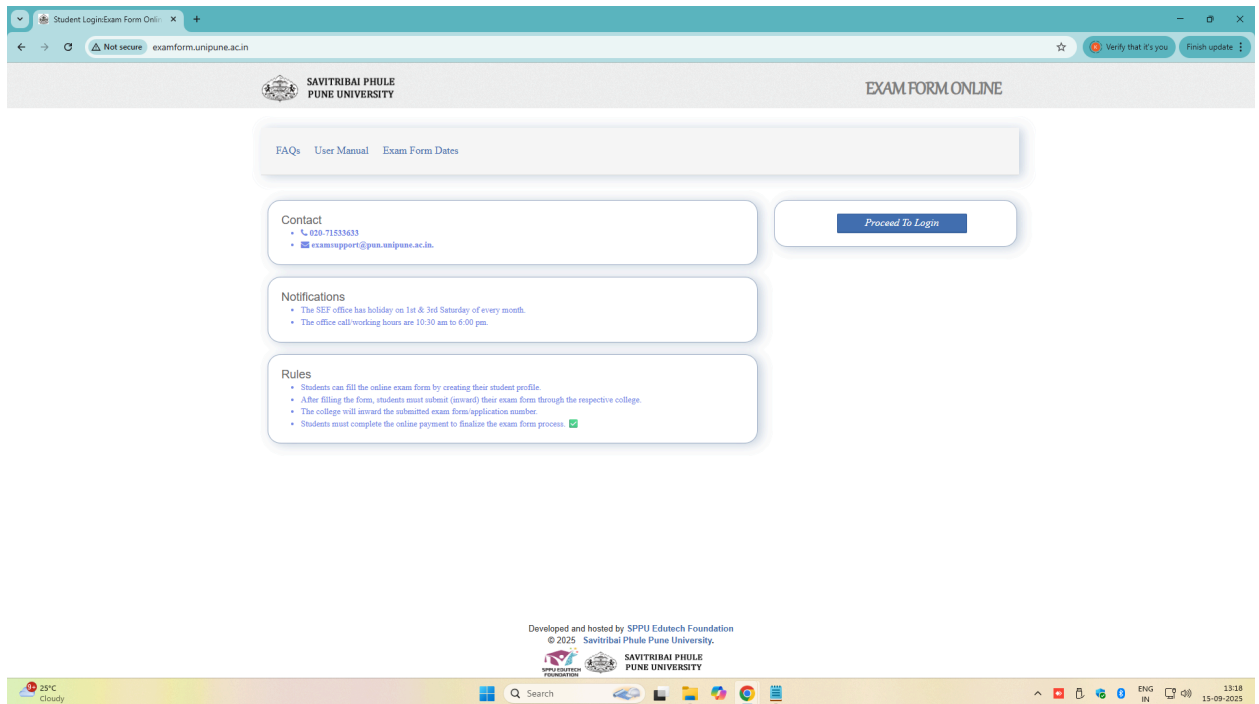 Student Login:Exam Form Onlin
Not secure
examform.unipune.ac.in
Verify that it's you
Finish update
SAVITRIBAI PHULE
PUNE UNIVERSITY
EXAM FORM ONLINE
FAQs
User Manual
Exam Form Dates
Contact
020-71533633
examsupport@pun.unipune.ac.in.
Proceed To Login
Notifications
The SEF office has holiday on 1st & 3rd Saturday of every month.
The office call/working hours are 10:30 am to 6:00 pm.
Rules
Students can fill the online exam form by creating their student profile.
After filling the form, students must submit (inward) their exam form through the respective college.
The college will inward the submitted exam form/application number.
Students must complete the online payment to finalize the exam form process. ✅
Developed and hosted by SPPU Edutech Foundation
© 2025 Savitribai Phule Pune University.
SPPU EDUTECH
FOUNDATION
SAVITRIBAI PHULE
PUNE UNIVERSITY
9+
25°C
Cloudy
Search
ENG
IN
13:18
15-09-2025